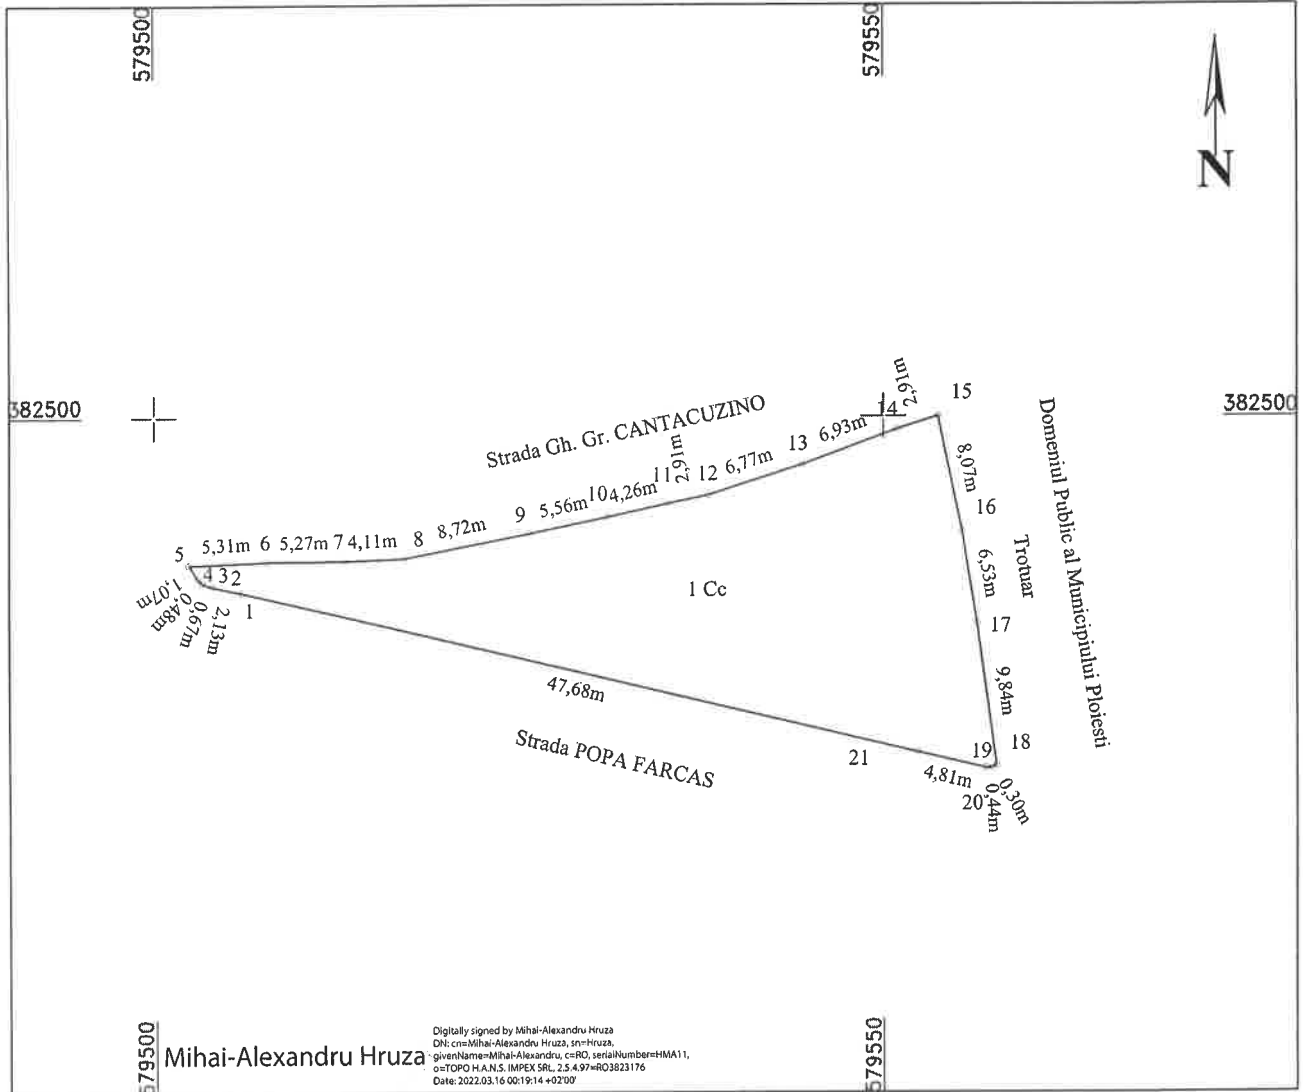 579500
579550
N
382500
382500
Strada Gh. Gr. CANTACUZINO
5
5,31m
6
5,27m
7
4,11m
8
8,72m
9
5,56m
10
4,26m
11
2,91m
12
6,77m
13
6,93m
14
2,91m
15
8,07m
16
6,53m
17
9,84m
18
Trotuar
Domeniul Public al Municipiului Ploiesti
4
3
2
1
1,07m
0,48m
0,67m
2,13m
1 Cc
47,68m
Strada POPA FARCAS
21
4,81m
19
20
0,44m
0,30m
579500
579550
Mihai-Alexandru Hruza
Digitally signed by Mihai-Alexandru Hruza
DN: cn=Mihai-Alexandru Hruza, sn=Hruza,
givenName=Mihai-Alexandru, c=RO, serialNumber=HMA11,
o=TOPO H.A.N.S. IMPEX SRL, 2.5.4.97=RO3823176
Date: 2022.03.16 00:19:14 +02'00'